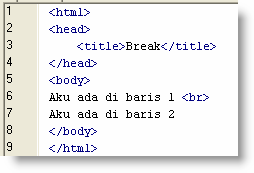 1 <html>
2 <head>
3 <title>Break</title>
4 </head>
5 <body>
6 Aku ada di baris 1 <br>
7 Aku ada di baris 2
8 </body>
9 </html>